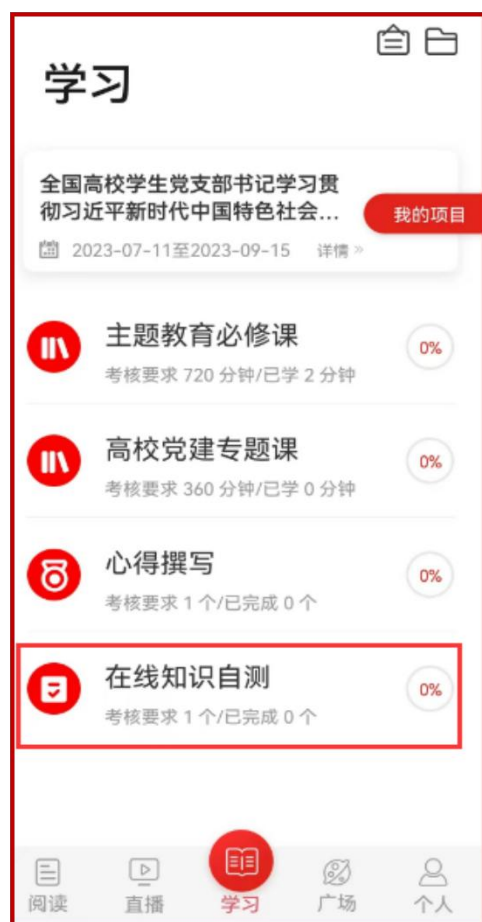 学习
全国高校学生党支部书记学习贯
彻习近平新时代中国特色社会...
我的项目
2023-07-11至2023-09-15 详情»
主题教育必修课
0%
考核要求 720 分钟/已学 2 分钟
高校党建专题课
0%
考核要求 360 分钟/已学 0 分钟
心得撰写
0%
考核要求 1 个/已完成 0 个
在线知识自测
0%
考核要求 1 个/已完成 0 个
阅读 直播 学习 广场 个人